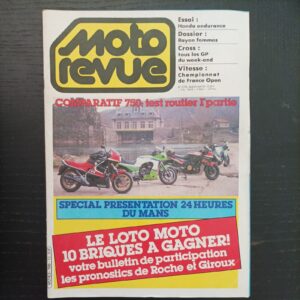 moto
revue
Essai :
Honda endurance
Dossier :
Rayon femmes
Cross :
tous les GP
du week-end
Vitesse :
Championnat
de France Open
COMPARATIF 750: test routier 1e partie
SPECIAL PRESENTATION 24 HEURES
DU MANS
LE LOTO MOTO
10 BRIQUES A GAGNER!
votre bulletin de participation
les pronostics de Roche et Giroux